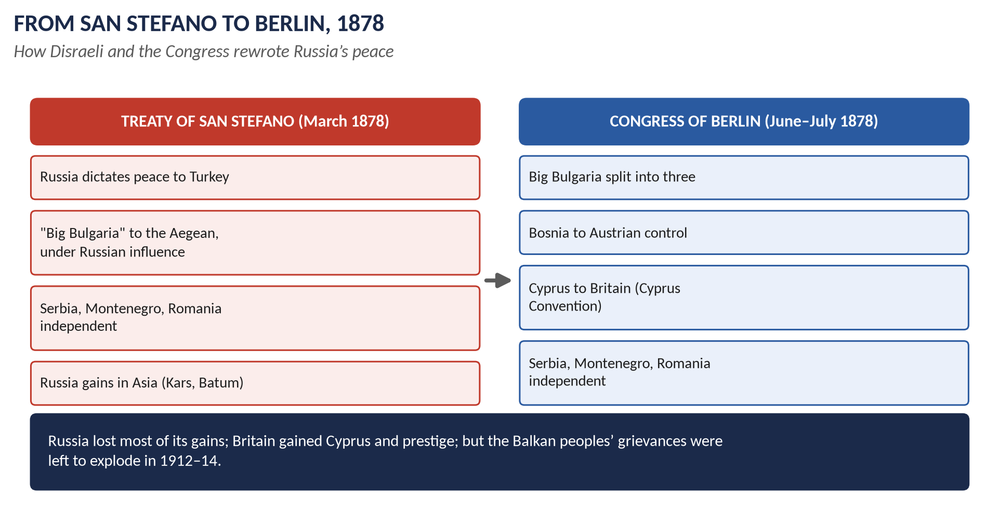 FROM SAN STEFANO TO BERLIN, 1878
How Disraeli and the Congress rewrote Russia’s peace
TREATY OF SAN STEFANO (March 1878)
Russia dictates peace to Turkey
"Big Bulgaria" to the Aegean,
under Russian influence
Serbia, Montenegro, Romania
independent
Russia gains in Asia (Kars, Batum)
CONGRESS OF BERLIN (June–July 1878)
Big Bulgaria split into three
Bosnia to Austrian control
Cyprus to Britain (Cyprus
Convention)
Serbia, Montenegro, Romania
independent
Russia lost most of its gains; Britain gained Cyprus and prestige; but the Balkan peoples’ grievances were
left to explode in 1912–14.